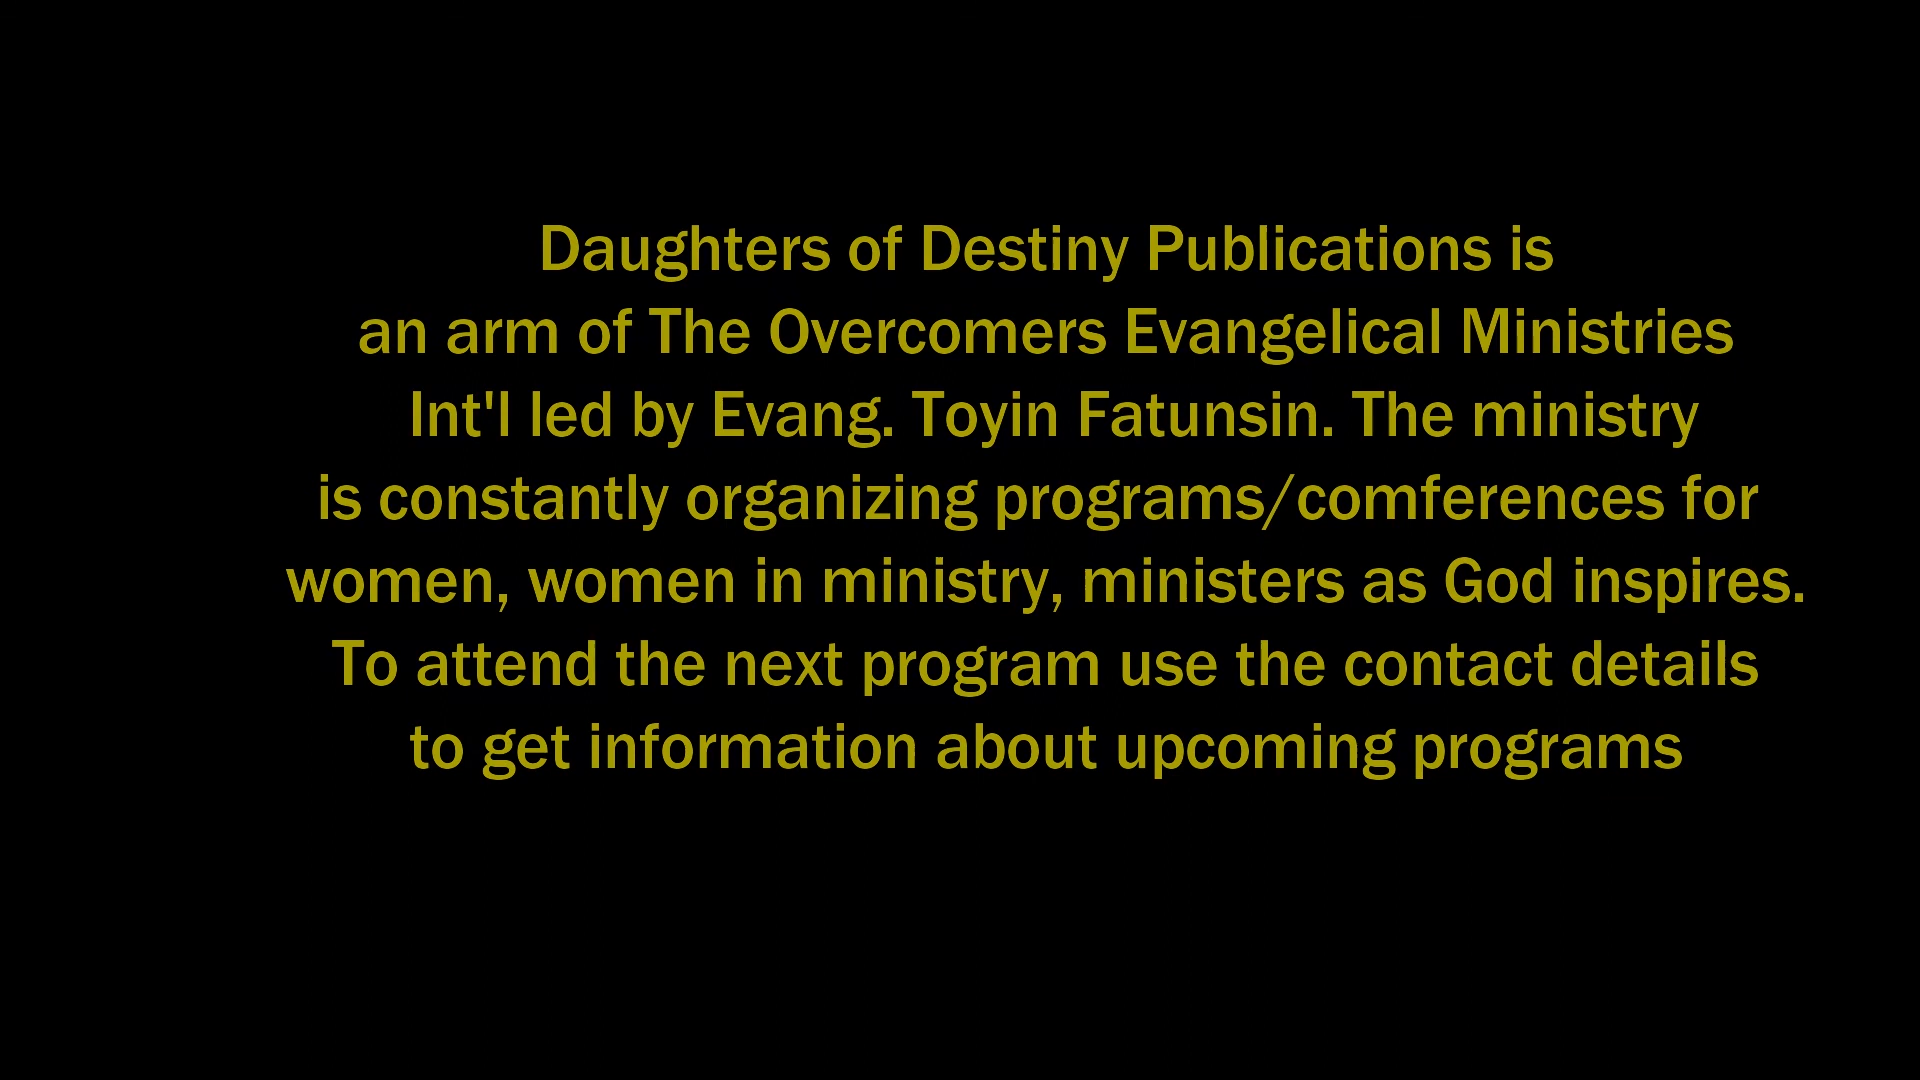 Daughters of Destiny Publications is
an arm of The Overcomers Evangelical Ministries
Int'l led by Evang. Toyin Fatunsin. The ministry
is constantly organizing programs/comferences for
women, women in ministry, ministers as God inspires.
To attend the next program use the contact details
to get information about upcoming programs